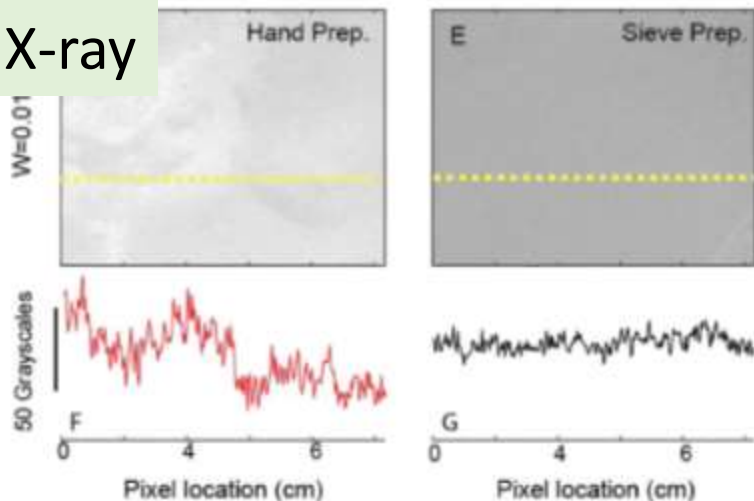 X-ray
Hand Prep.
W=0.01
E
Sieve Prep.
50 Grayscales
F
0
4
6
Pixel location (cm)
G
0
4
6
Pixel location (cm)